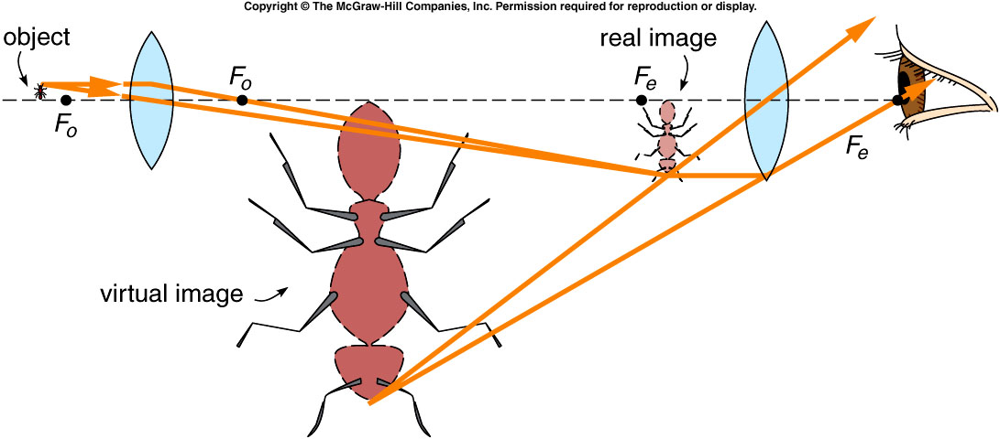 Copyright © The McGraw-Hill Companies, Inc. Permission required for reproduction or display.
object
real image
Fo
Fe
Fo
Fe
virtual image